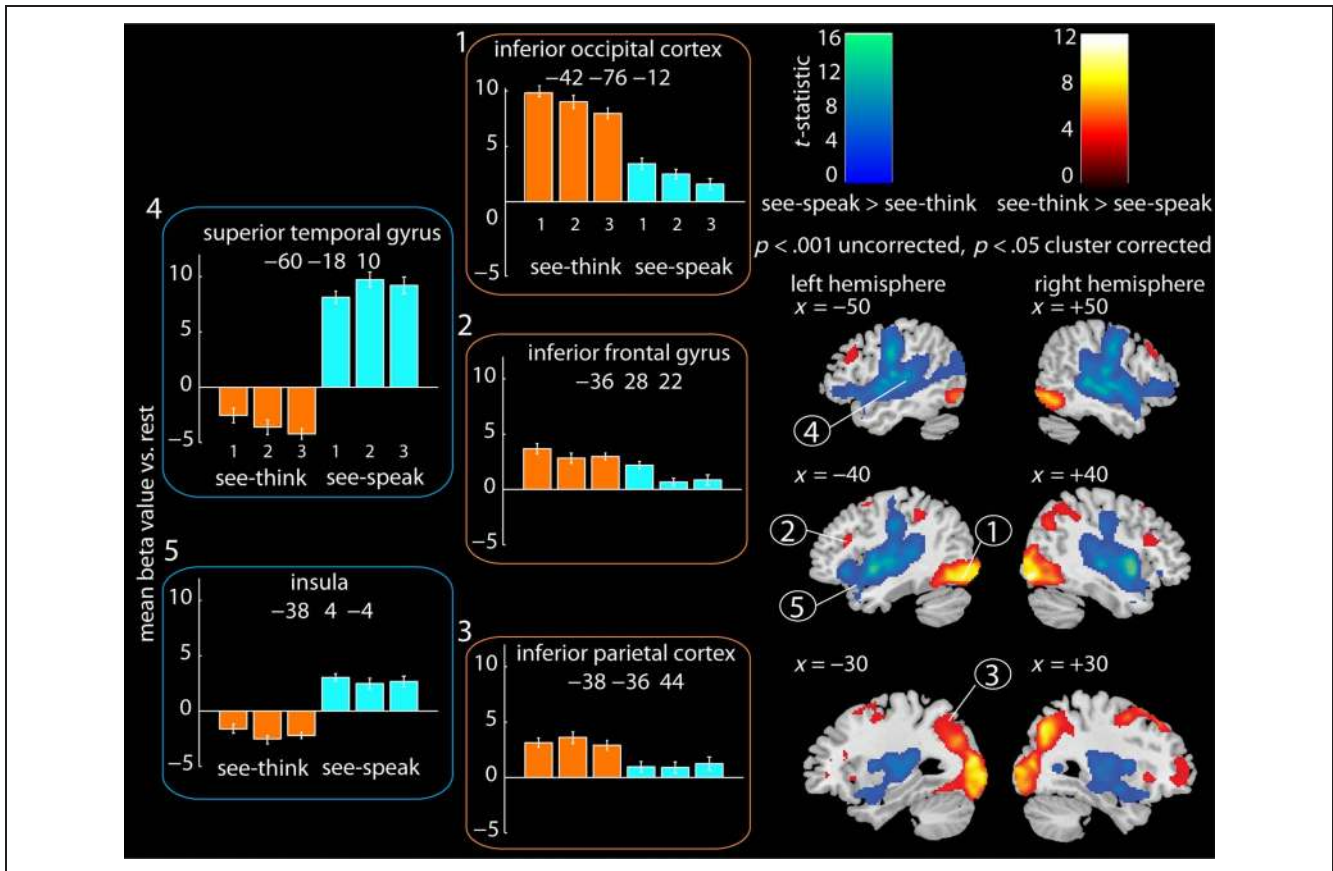 mean beta value vs. rest
4
superior temporal gyrus
−60 −18 10
10
5
0
−5
1 2 3 1 2 3
see-think see-speak
5
insula
−38 4 −4
10
5
0
−5
see-think see-speak
1
inferior occipital cortex
−42 −76 −12
10
5
0
−5
1 2 3 1 2 3
see-think see-speak
2
inferior frontal gyrus
−36 28 22
10
5
0
−5
3
inferior parietal cortex
−38 −36 44
10
5
0
−5
t-statistic
16
12
8
4
0
see-speak > see-think
12
8
4
0
see-think > see-speak
p < .001 uncorrected, p < .05 cluster corrected
left hemisphere right hemisphere
x = −50 x = +50
4
x = −40 x = +40
2 1
5
x = −30 x = +30
3